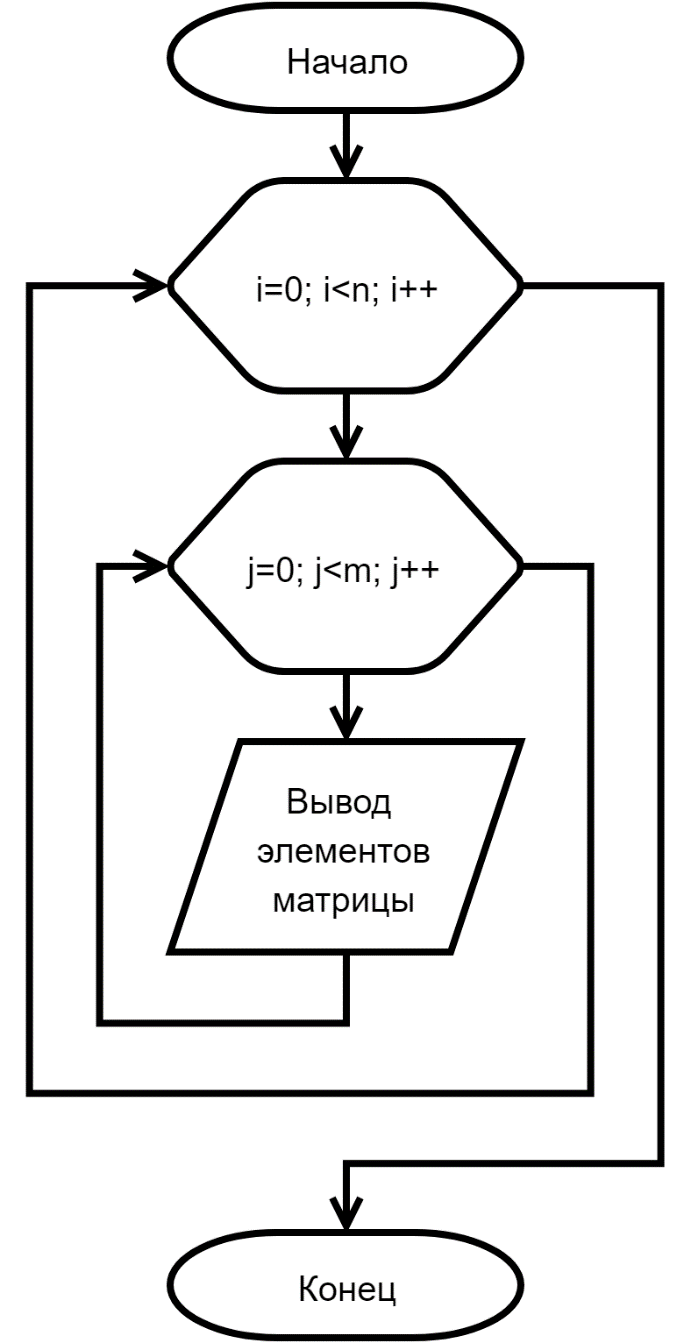 Начало
i=0; i<n; i++
j=0; j<m; j++
Вывод
элементов
матрицы
Конец